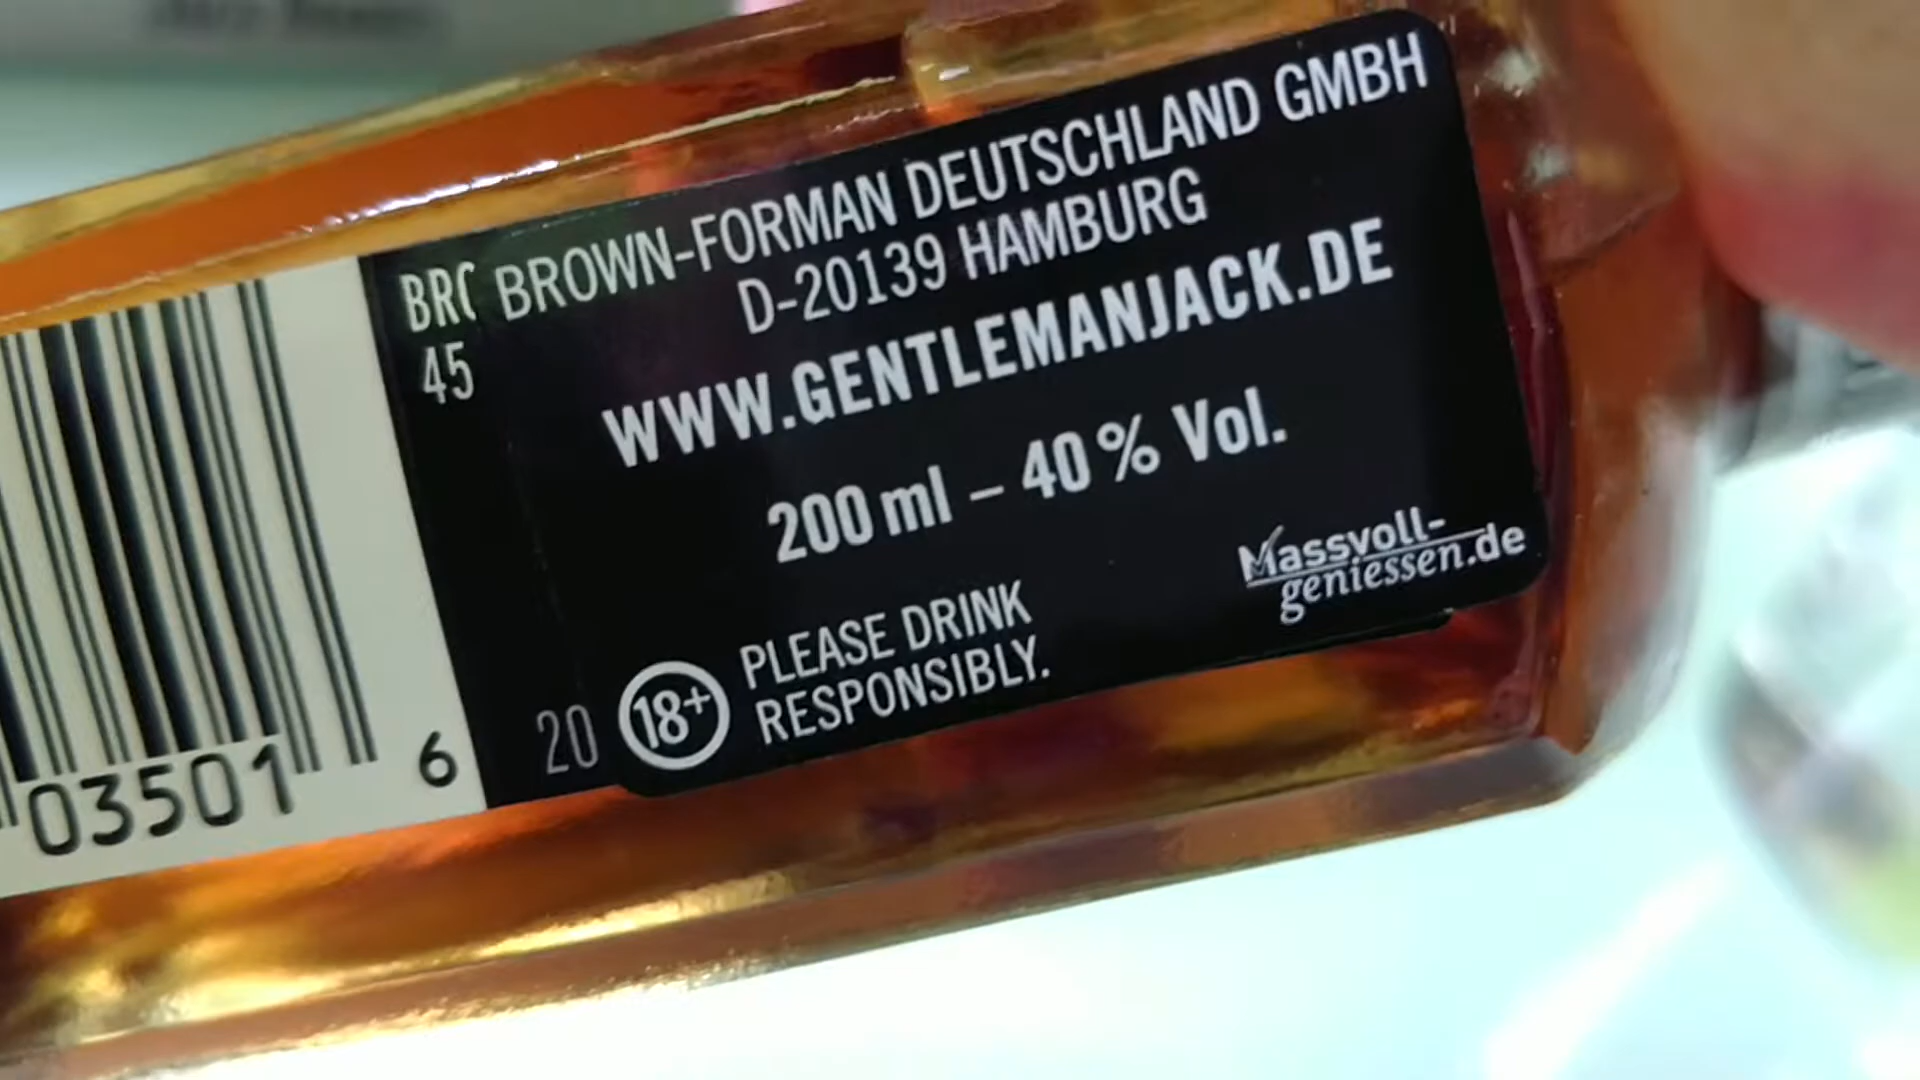 BROWN-FORMAN DEUTSCHLAND GMBH
D-20139 HAMBURG
WWW.GENTLEMANJACK.DE
200 ml – 40 % Vol.
Massvoll-
geniessen.de
18+
PLEASE DRINK
RESPONSIBLY.
BRO
45
20
03501
6